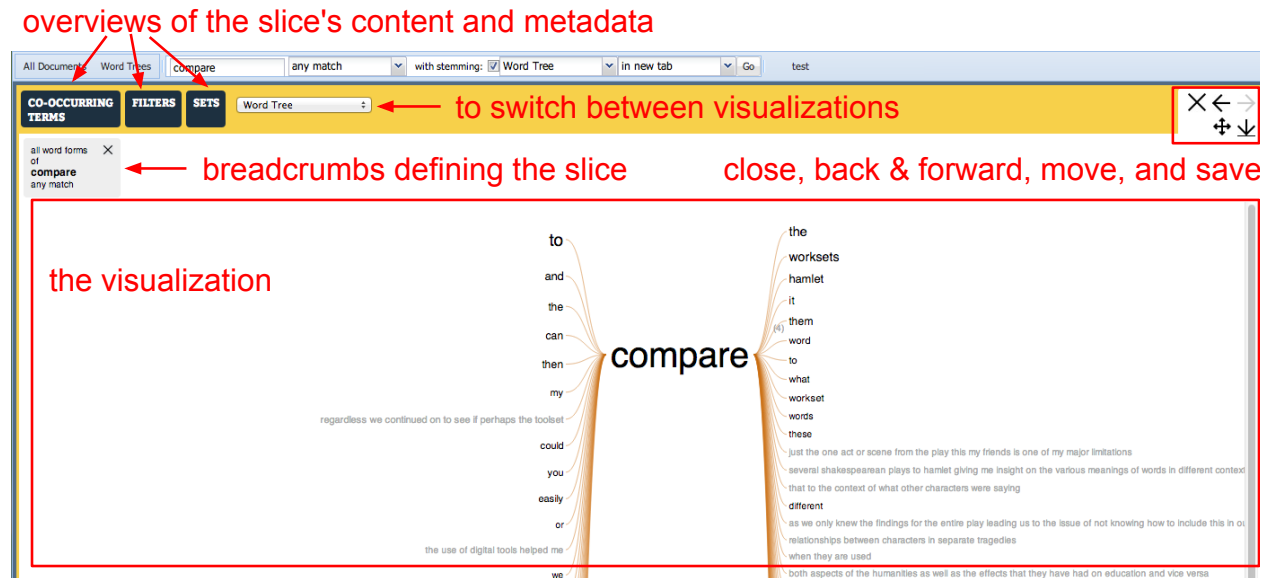 overviews of the slice's content and metadata
All Documents Word Trees compare any match with stemming: Word Tree in new tab Go test
CO-OCCURRING TERMS FILTERS SETS Word Tree to switch between visualizations
all word forms
of
compare
any match
breadcrumbs defining the slice close, back & forward, move, and save
the visualization
to
and
the
can
then
my
regardless we continued on to see if perhaps the toolset
could
you
easily
or
the use of digital tools helped me
we
compare
the
worksets
hamlet
it
(4)
them
word
to
what
workset
words
these
just the one act or scene from the play this my friends is one of my major limitations
several shakespearean plays to hamlet giving me insight on the various meanings of words in different context
that to the context of what other characters were saying
different
as we only knew the findings for the entire play leading us to the issue of not knowing how to include this in
relationships between characters in separate tragedies
when they are used
both aspects of the humanities as well as the effects that they have had on education and vice versa